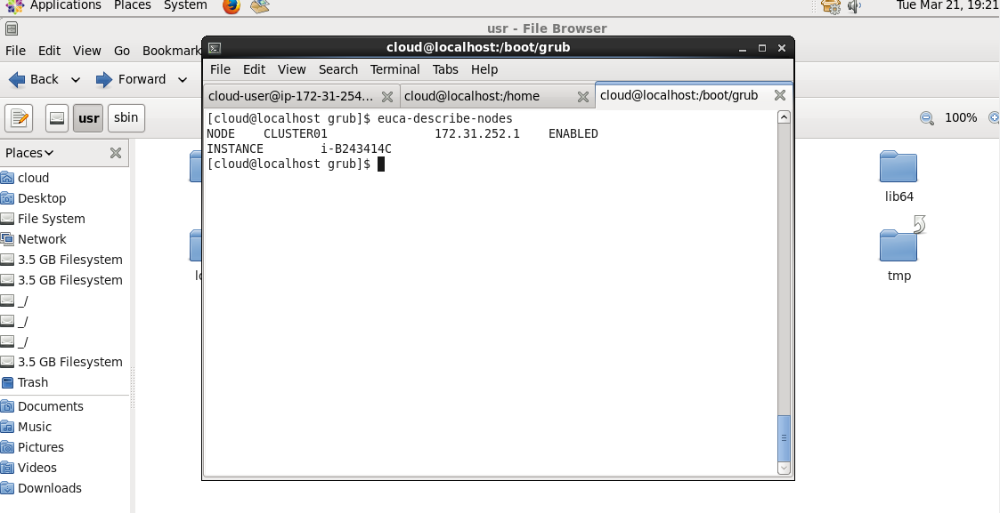 Applications Places System Tue Mar 21, 19:21
usr - File Browser
File Edit View Go Bookmark
Back Forward
usr sbin 100%
Places
cloud
Desktop
File System
Network
3.5 GB Filesystem
3.5 GB Filesystem
_/
_/
_/
3.5 GB Filesystem
Trash
Documents
Music
Pictures
Videos
Downloads
cloud@localhost:/boot/grub
File Edit View Search Terminal Tabs Help
cloud-user@ip-172-31-254... cloud@localhost:/home cloud@localhost:/boot/grub
[cloud@localhost grub]$ euca-describe-nodes
NODE CLUSTER01 172.31.252.1 ENABLED
INSTANCE i-B243414C
[cloud@localhost grub]$
lib64
tmp